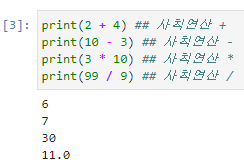 [3]: print(2 + 4) ## 사칙연산 +
print(10 - 3) ## 사칙연산 -
print(3 * 10) ## 사칙연산 *
print(99 / 9) ## 사칙연산 /
6
7
30
11.0